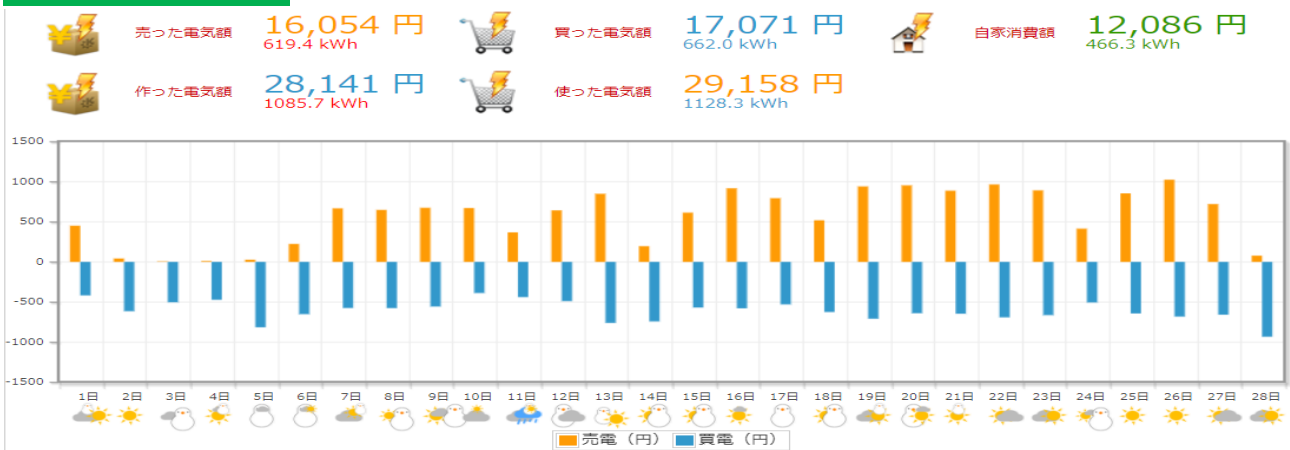 売った電気額 16,054 円
619.4 kWh
買った電気額 17,071 円
662.0 kWh
自家消費額 12,086 円
466.3 kWh
作った電気額 28,141 円
1085.7 kWh
使った電気額 29,158 円
1128.3 kWh
1500
1000
500
0
-500
-1000
-1500
1日 2日 3日 4日 5日 6日 7日 8日 9日 10日 11日 12日 13日 14日 15日 16日 17日 18日 19日 20日 21日 22日 23日 24日 25日 26日 27日 28日
売電（円） 買電（円）